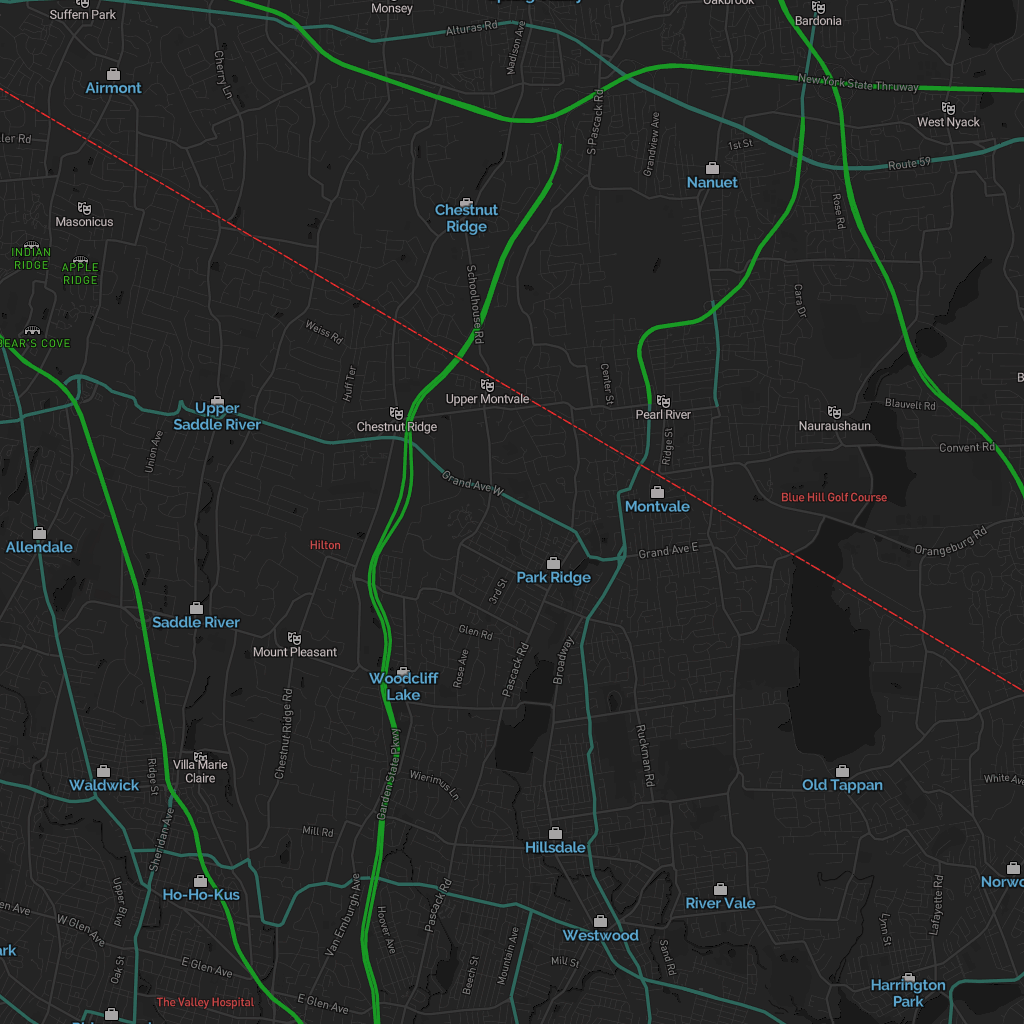 Suffern Park
Monsey
Bardonia
Alturas Rd
Madison Ave
Airmont
Cherry Ln
New York State Thruway
West Nyack
S Pascack Rd
Grandview Ave
1st St
Route 59
Nanuet
Masonicus
Chestnut
Ridge
Rose Rd
INDIAN
RIDGE
APPLE
RIDGE
Schoolhouse Rd
Cara Dr
BEAR'S COVE
Weiss Rd
Huff Ter
Center St
Upper Montvale
Upper
Saddle River
Chestnut Ridge
Pearl River
Nauraushaun
Blauvelt Rd
Union Ave
Ridge St
Convent Rd
Grand Ave W
Montvale
Blue Hill Golf Course
Allendale
Hilton
Grand Ave E
Orangeburg Rd
Park Ridge
3rd St
Saddle River
Glen Rd
Mount Pleasant
Rose Ave
Pascack Rd
Broadway
Woodcliff
Lake
Chestnut Ridge Rd
Garden State Pkwy
Ruckman Rd
Villa Marie
Claire
Waldwick
Ridge St
Wierimus Ln
Old Tappan
White Ave
Mill Rd
Sheridan Ave
Hillsdale
Ho-Ho-Kus
Upper Blvd
Van Emburgh Ave
Hoover Ave
Pascack Rd
River Vale
Lafayette Rd
W Glen Ave
Westwood
Lynn St
Mountain Ave
Sand Rd
E Glen Ave
Oak St
Beech St
Mill St
Harrington
Park
The Valley Hospital
E Glen Ave